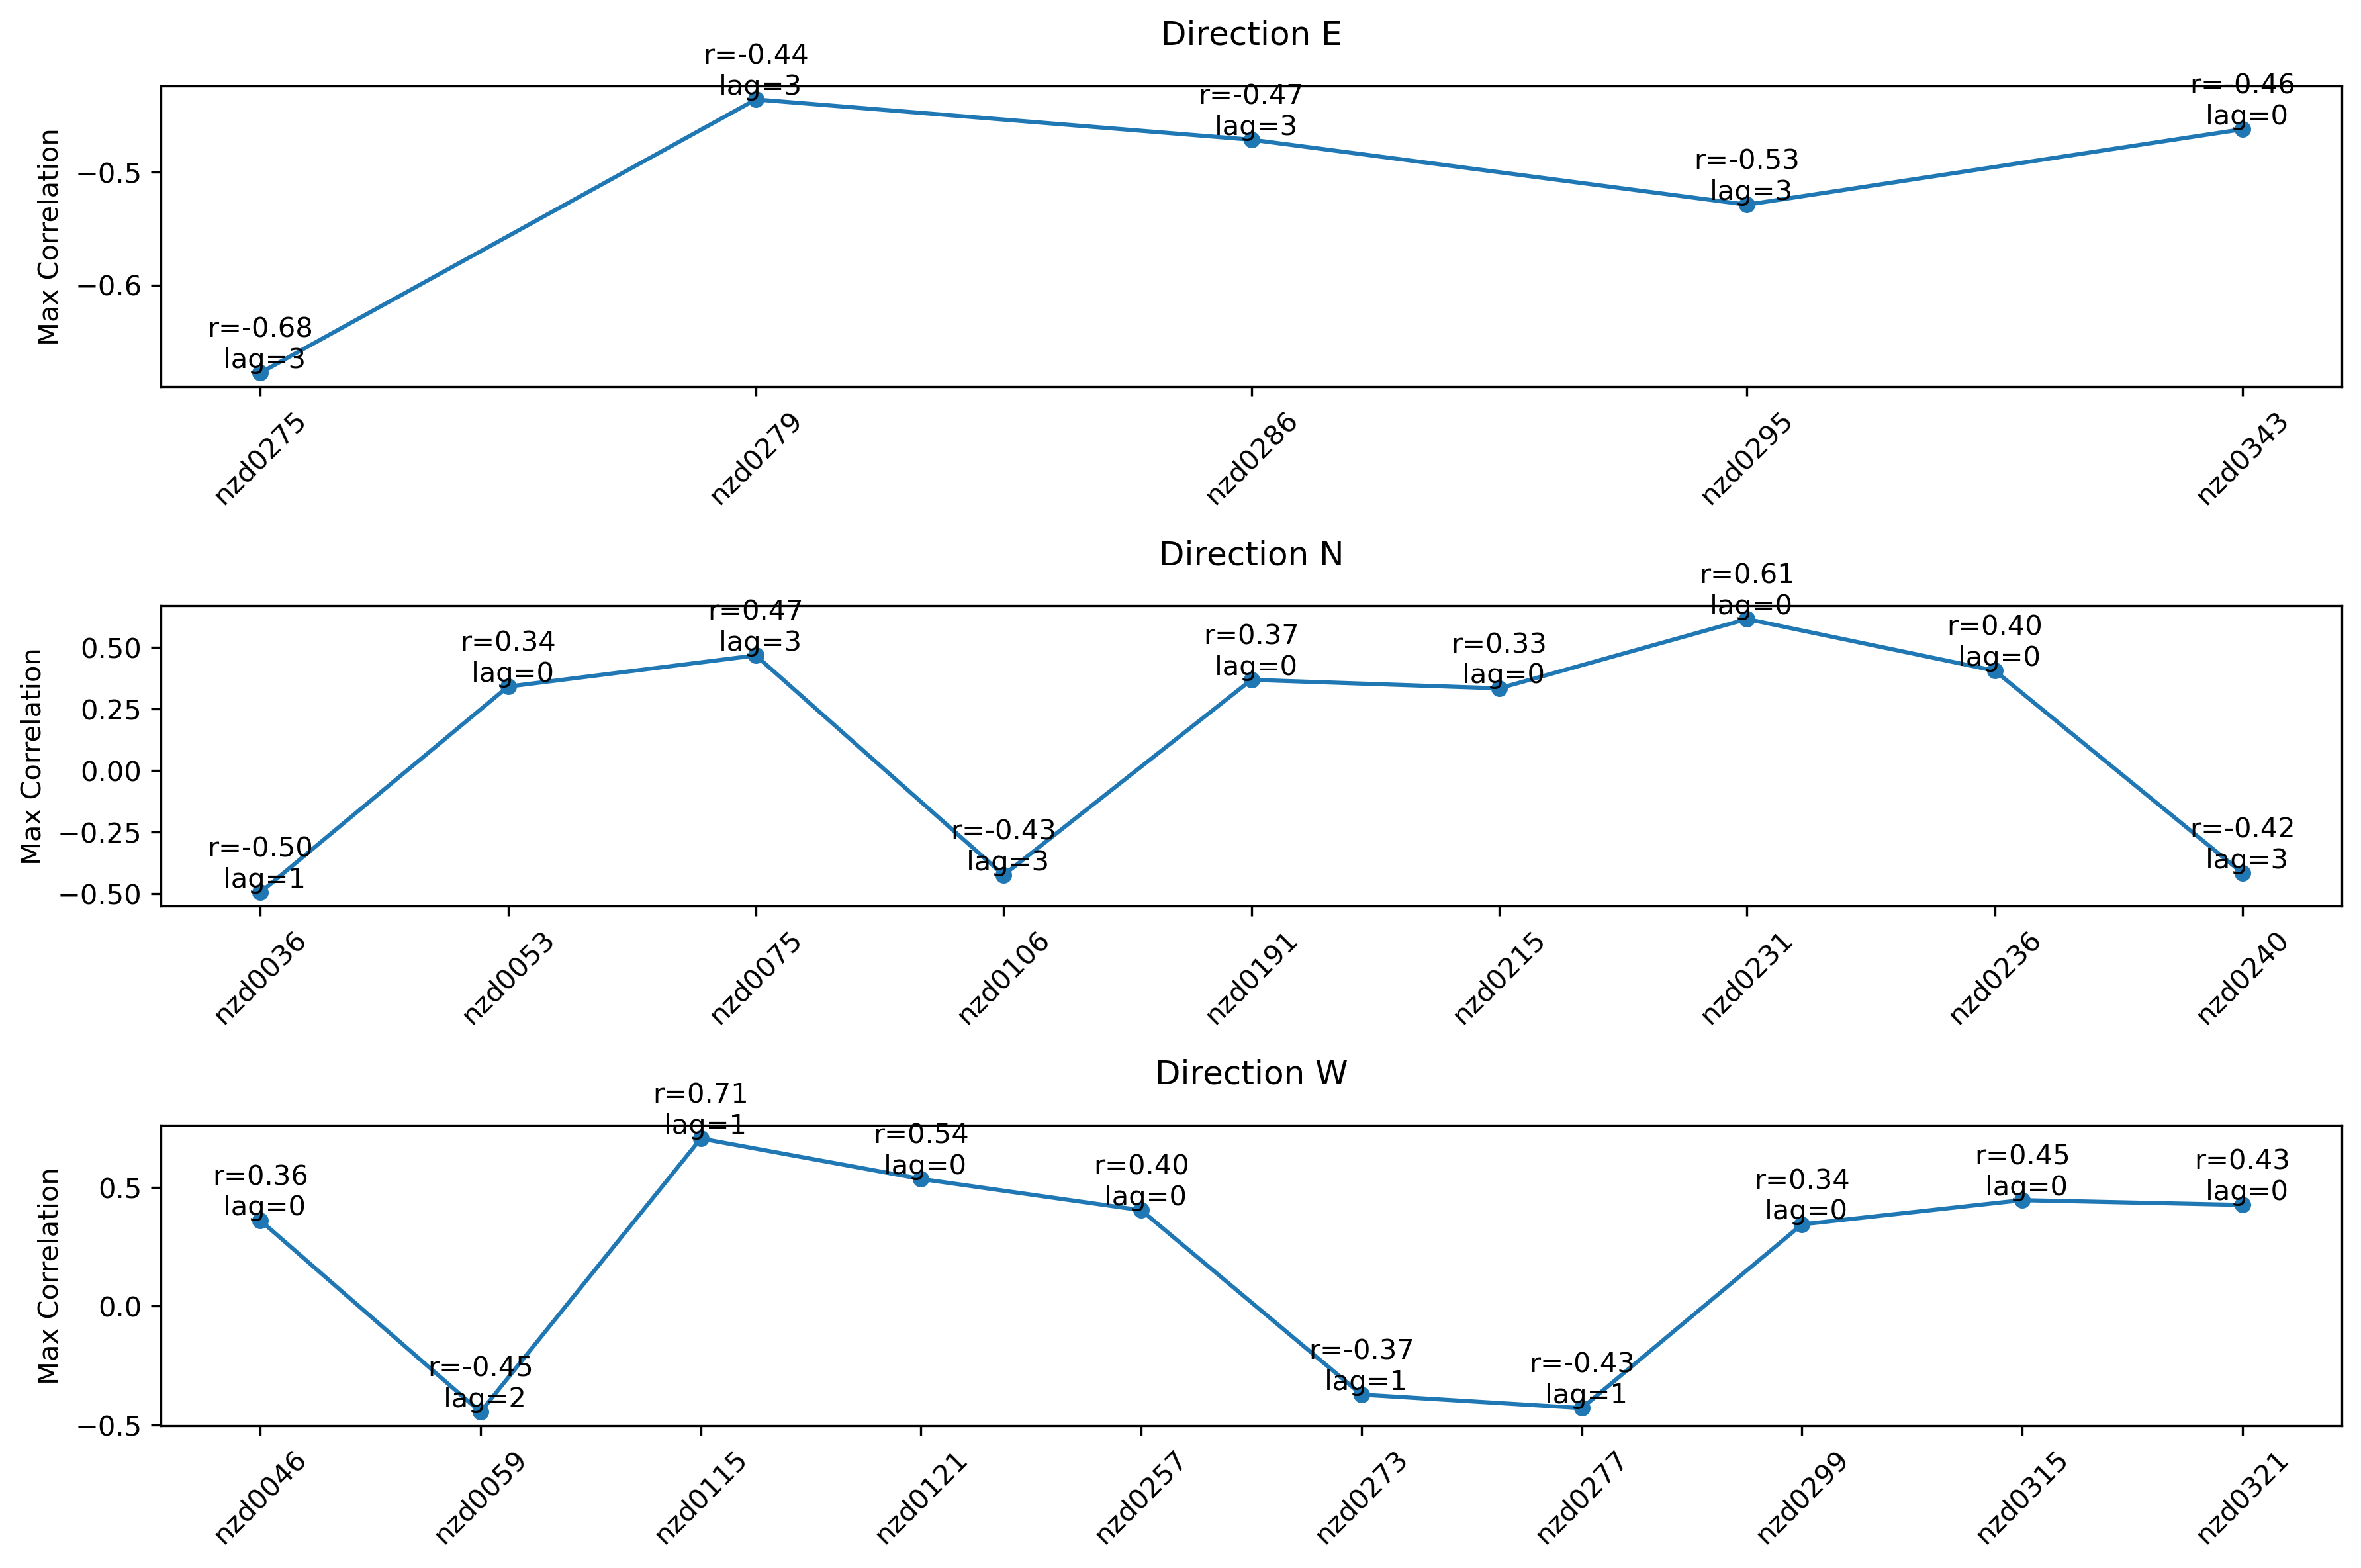 Direction E
Max Correlation
−0.5
−0.6
r=-0.68
lag=3
r=-0.44
lag=3
r=-0.47
lag=3
r=-0.53
lag=3
r=-0.46
lag=0
nzd0275
nzd0279
nzd0286
nzd0295
nzd0343
Direction N
Max Correlation
0.50
0.25
0.00
−0.25
−0.50
r=-0.50
lag=1
r=0.34
lag=0
r=0.47
lag=3
r=-0.43
lag=3
r=0.37
lag=0
r=0.33
lag=0
r=0.61
lag=0
r=0.40
lag=0
r=-0.42
lag=3
nzd0036
nzd0053
nzd0075
nzd0106
nzd0191
nzd0215
nzd0231
nzd0236
nzd0240
Direction W
Max Correlation
0.5
0.0
−0.5
r=0.36
lag=0
r=-0.45
lag=2
r=0.71
lag=1
r=0.54
lag=0
r=0.40
lag=0
r=-0.37
lag=1
r=-0.43
lag=1
r=0.34
lag=0
r=0.45
lag=0
r=0.43
lag=0
nzd0046
nzd0059
nzd0115
nzd0121
nzd0257
nzd0273
nzd0277
nzd0299
nzd0315
nzd0321